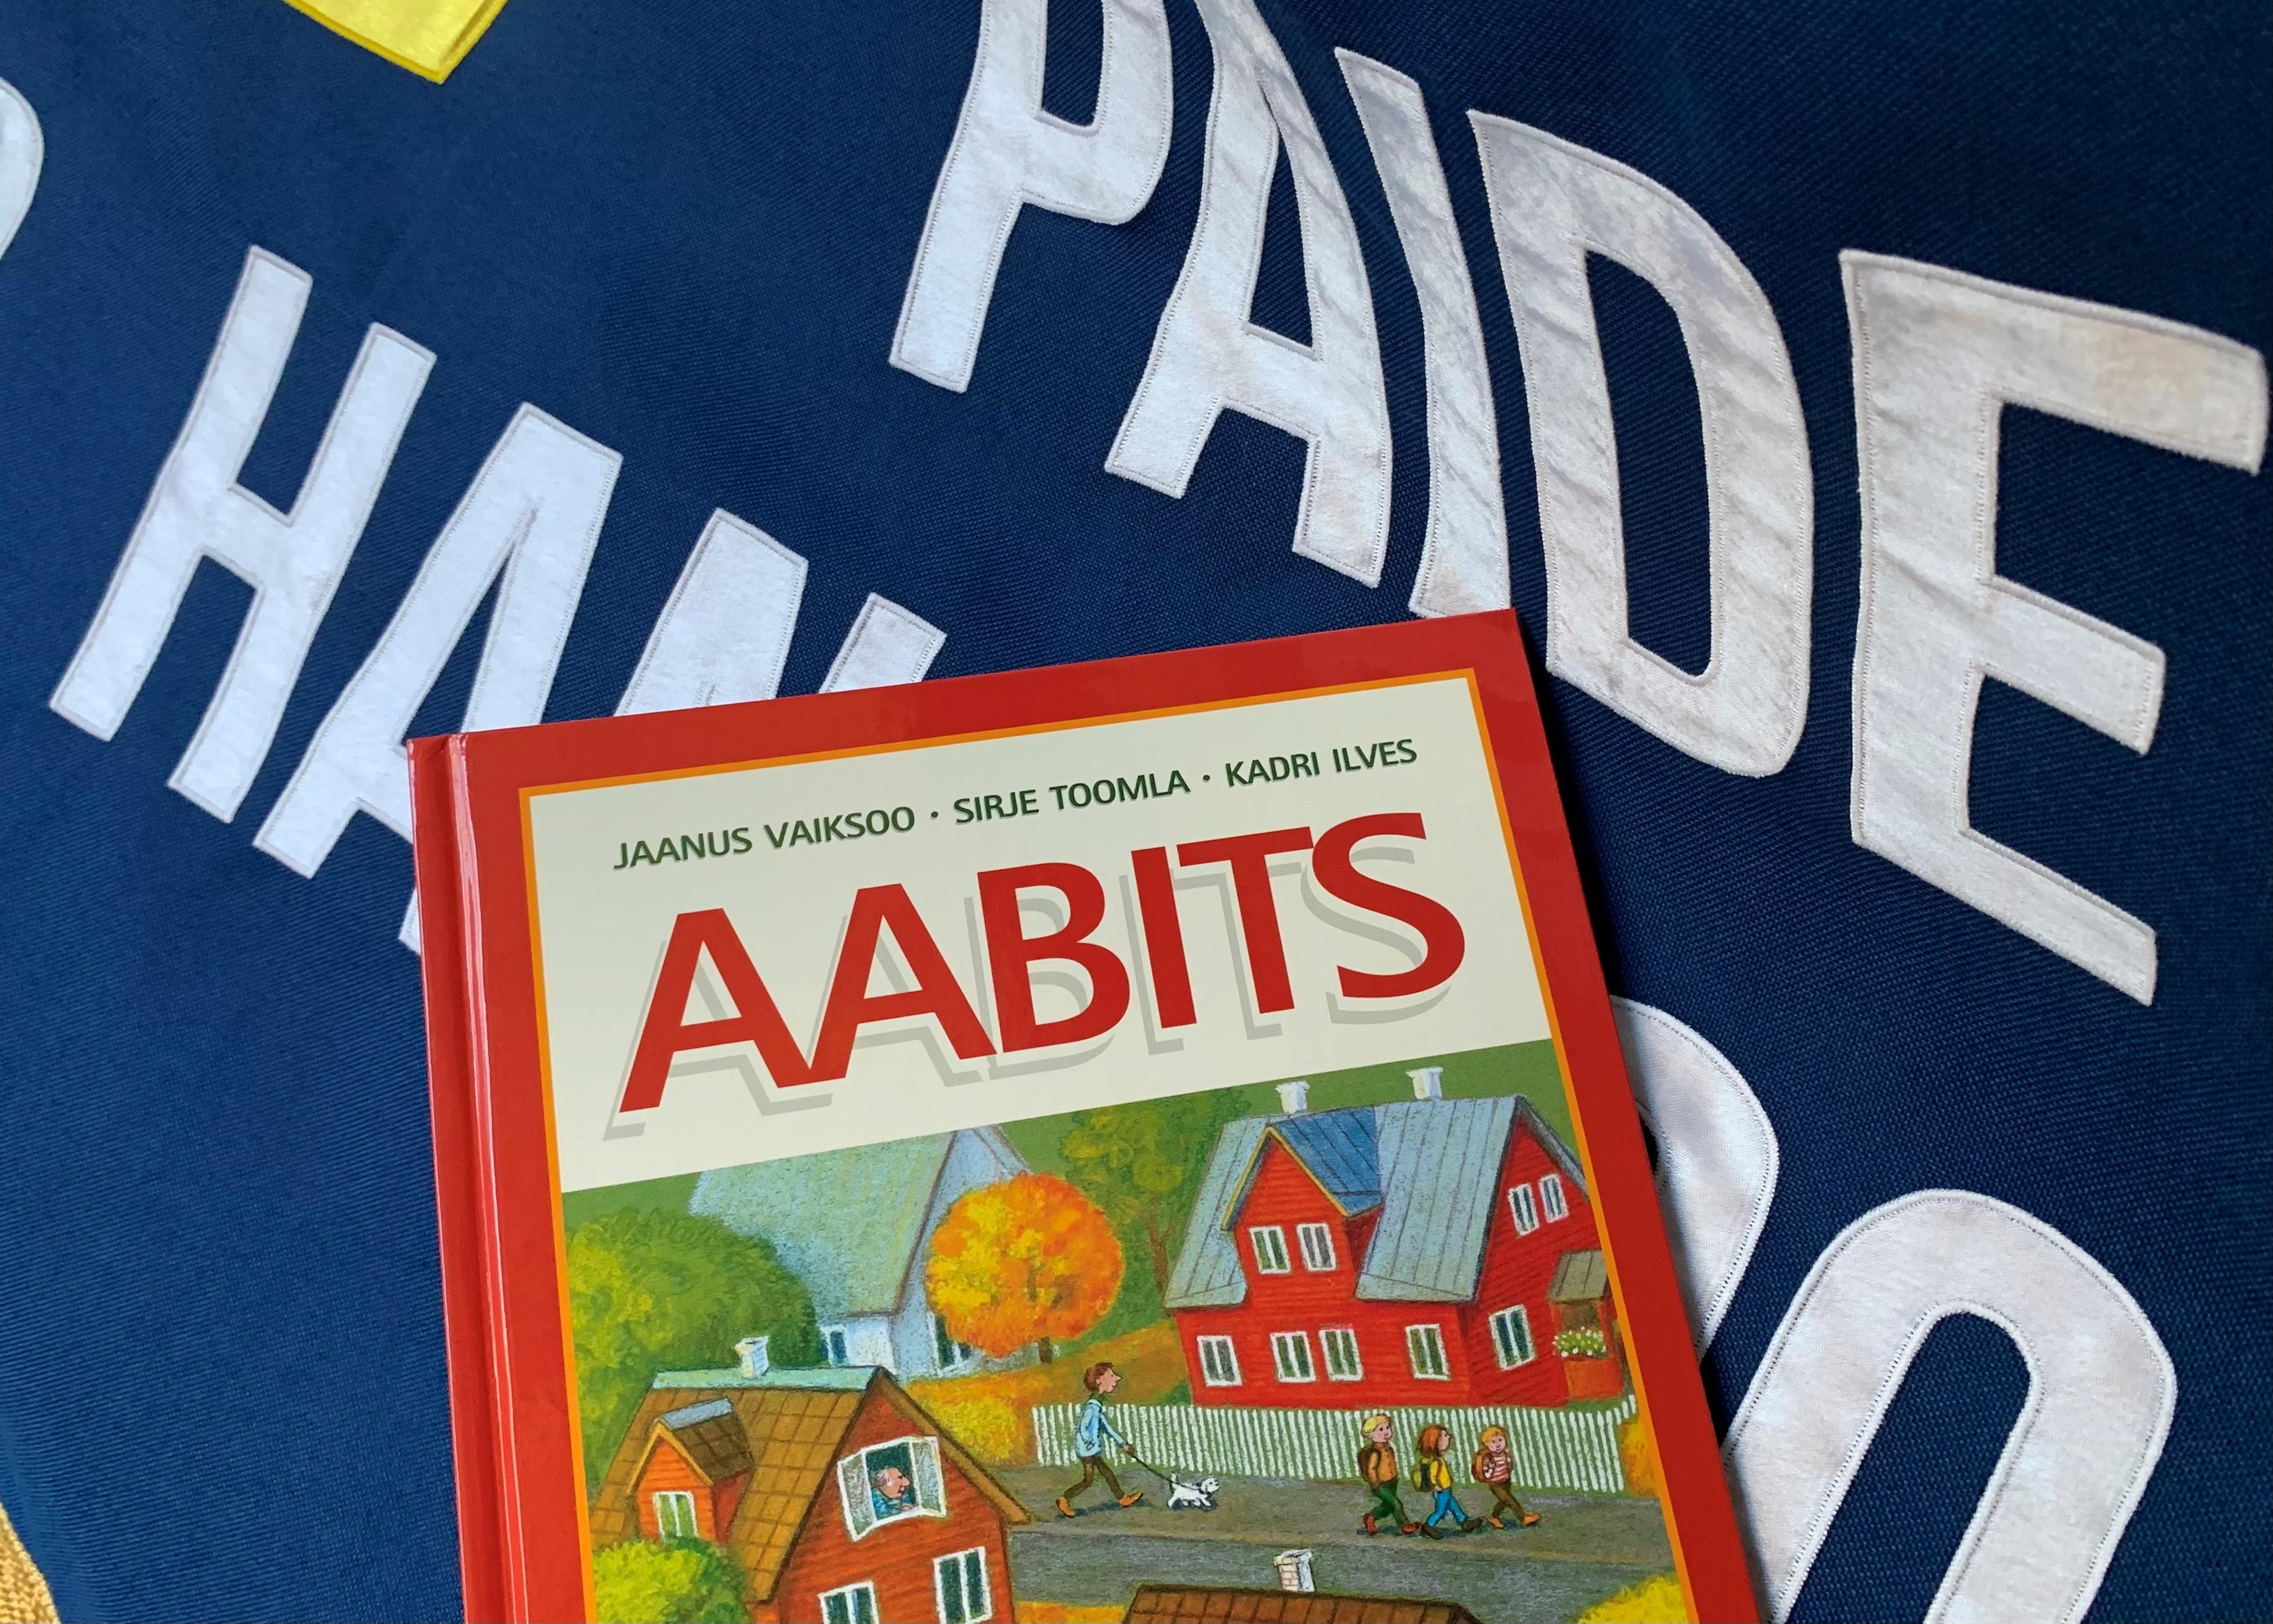 PAIDE
JAANUS VAIKSOO • SIRJE TOOMLA • KADRI ILVES
AABITS